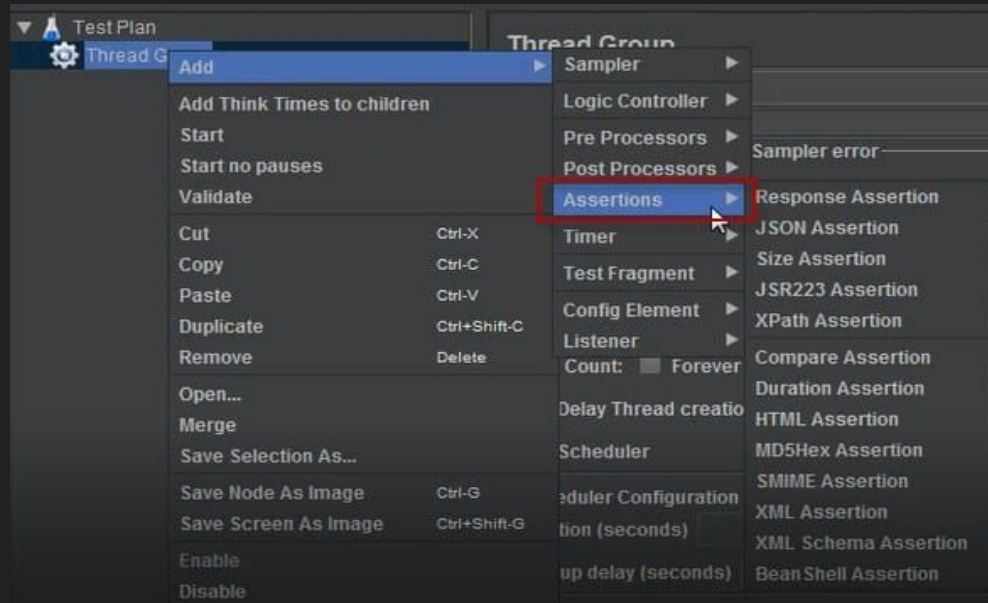 Test Plan
Thread G
Thread Group
Add
Add Think Times to children
Start
Start no pauses
Validate
Cut Ctrl-X
Copy Ctrl-C
Paste Ctrl-V
Duplicate Ctrl+Shift-C
Remove Delete
Open...
Merge
Save Selection As...
Save Node As Image Ctrl-G
Save Screen As Image Ctrl+Shift-G
Enable
Disable
Sampler
Logic Controller
Pre Processors
Post Processors
Assertions
Timer
Test Fragment
Config Element
Listener
Sampler error
Count: Forever
Delay Thread creatio
Scheduler
eduler Configuration
tion (seconds)
up delay (seconds)
Response Assertion
JSON Assertion
Size Assertion
JSR223 Assertion
XPath Assertion
Compare Assertion
Duration Assertion
HTML Assertion
MD5Hex Assertion
SMIME Assertion
XML Assertion
XML Schema Assertion
BeanShell Assertion